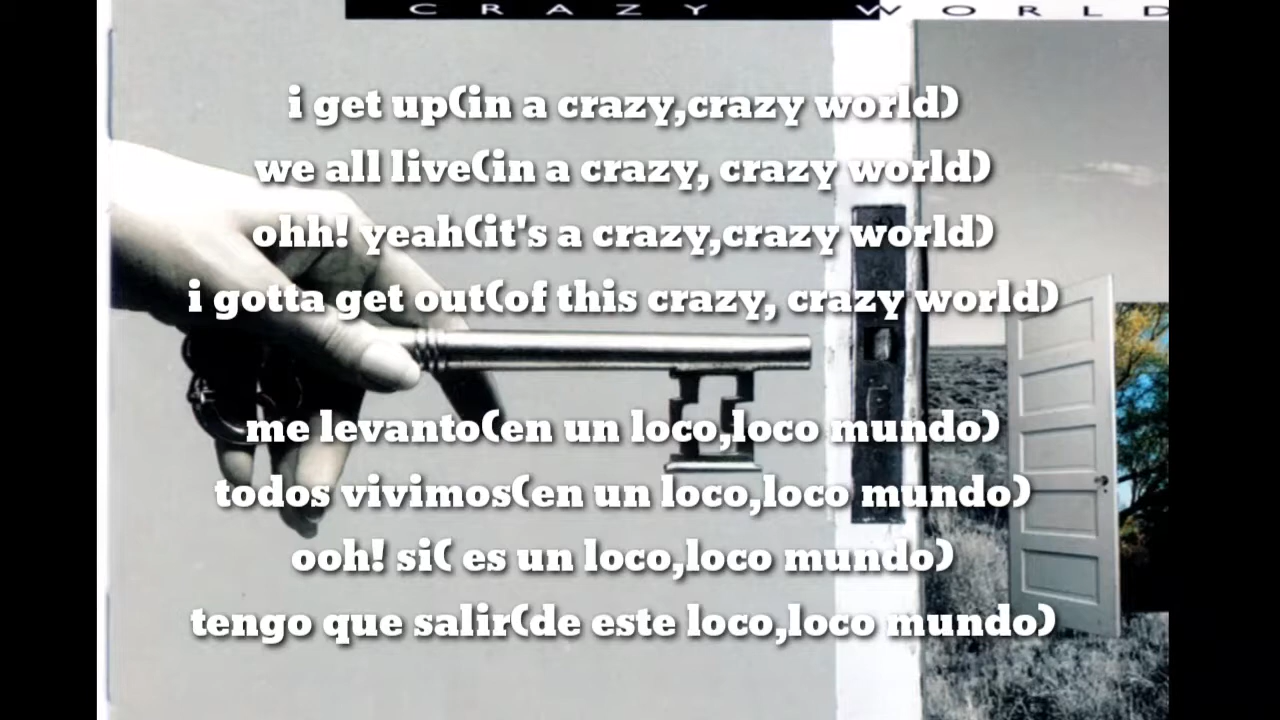 CRAZY WORLD
i get up(in a crazy,crazy world)
we all live(in a crazy, crazy world)
ohh! yeah(it's a crazy,crazy world)
i gotta get out(of this crazy, crazy world)
me levanto(en un loco,loco mundo)
todos vivimos(en un loco,loco mundo)
ooh! si( es un loco,loco mundo)
tengo que salir(de este loco,loco mundo)